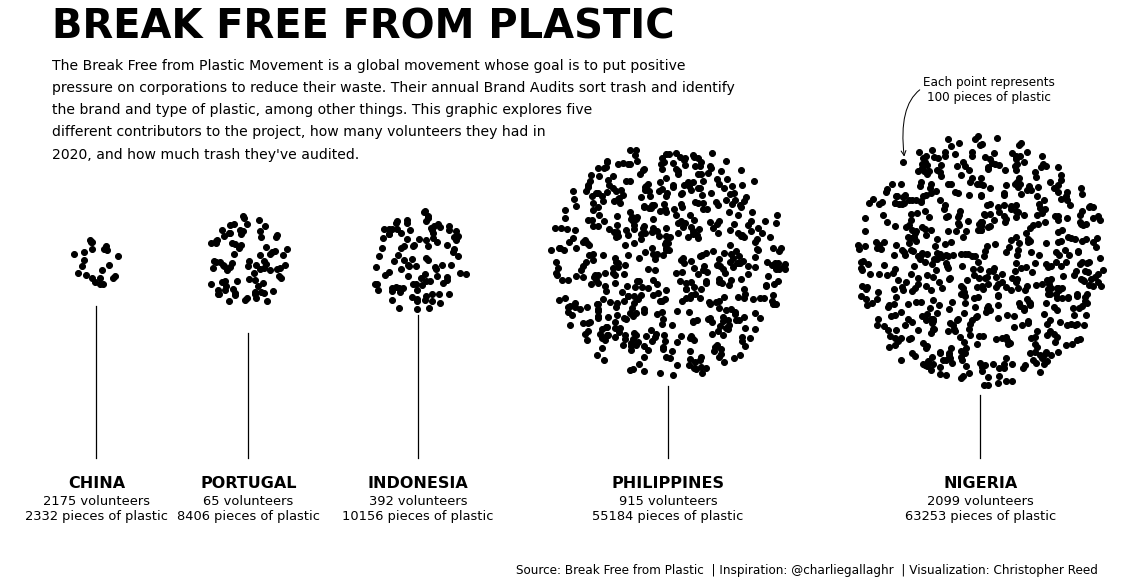 BREAK FREE FROM PLASTIC
The Break Free from Plastic Movement is a global movement whose goal is to put positive
pressure on corporations to reduce their waste. Their annual Brand Audits sort trash and identify
the brand and type of plastic, among other things. This graphic explores five
different contributors to the project, how many volunteers they had in
2020, and how much trash they've audited.
Each point represents
100 pieces of plastic
CHINA
2175 volunteers
2332 pieces of plastic
PORTUGAL
65 volunteers
8406 pieces of plastic
INDONESIA
392 volunteers
10156 pieces of plastic
PHILIPPINES
915 volunteers
55184 pieces of plastic
NIGERIA
2099 volunteers
63253 pieces of plastic
Source: Break Free from Plastic | Inspiration: @charliegallaghr | Visualization: Christopher Reed